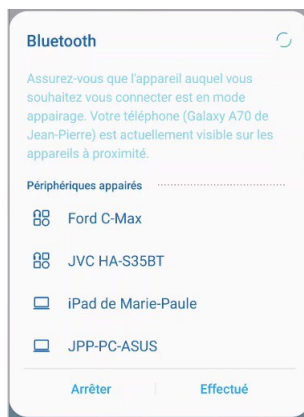 Bluetooth
Assurez-vous que l'appareil auquel vous
souhaitez vous connecter est en mode
appairage. Votre téléphone (Galaxy A70 de
Jean-Pierre) est actuellement visible sur les
appareils à proximité.
Périphériques appairés
Ford C-Max
JVC HA-S35BT
iPad de Marie-Paule
JPP-PC-ASUS
Arrêter Effectué